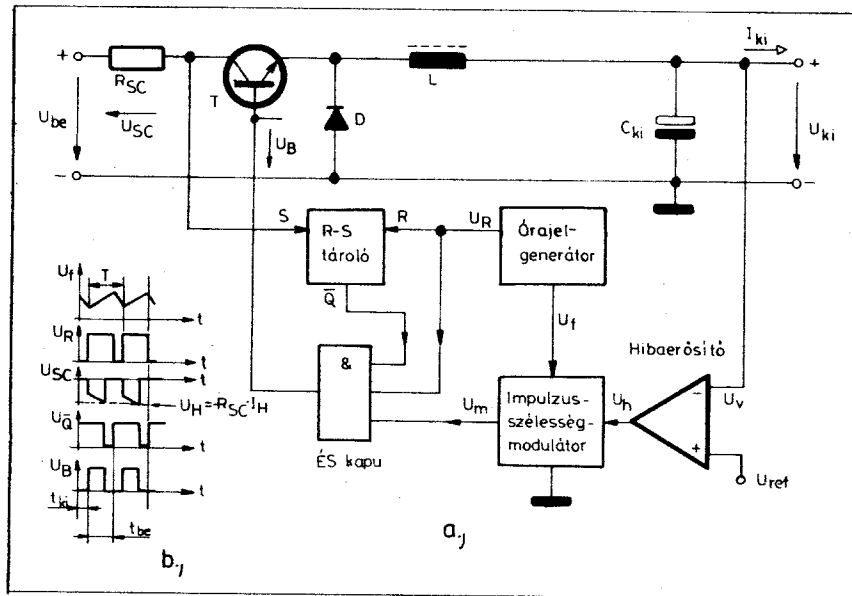 I_ki
+
R_SC
T
L
+
U_be
U_SC
U_B
D
C_ki
U_ki
-
-
S
R-S
tároló
R
U_R
Órajel-
generátor
Q̅
U_f
&
ÉS kapu
U_m
Impulzus-
szélesség-
modulátor
U_h
Hibaerősítő
-
+
U_v
U_ref
U_f
T
t
U_R
t
U_SC
t
U_H=-R_SC·I_H
U_Q̅
t
U_B
t
t_ki
t_be
b.,
a.,